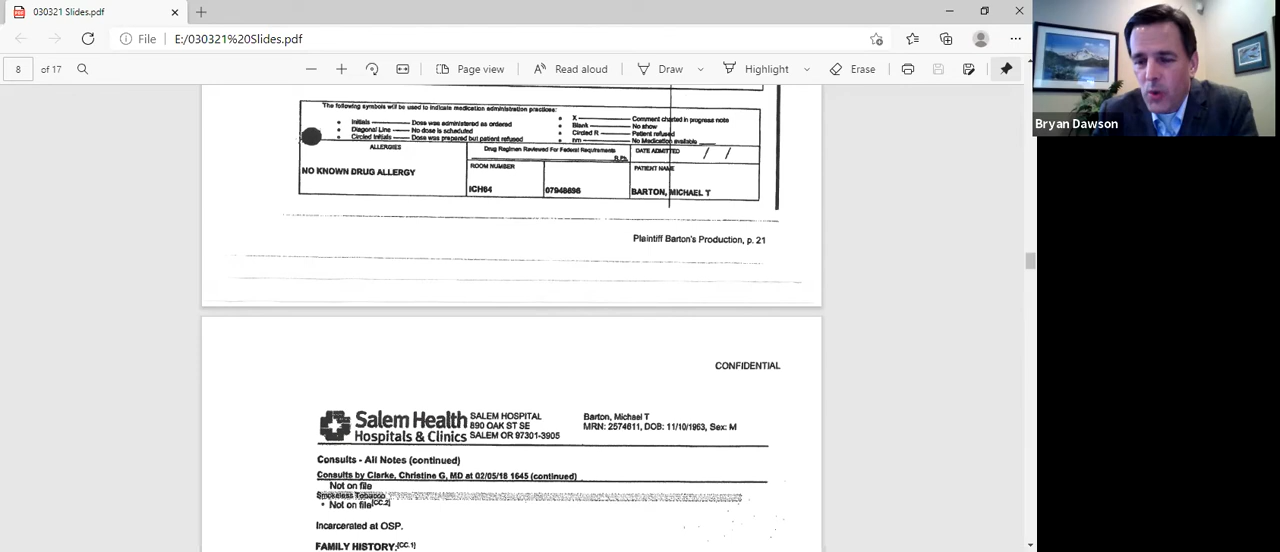 030321 Slides.pdf
File E:/030321%20Slides.pdf
8 of 17 Page view Read aloud Draw Highlight Erase
Bryan Dawson
The following symbols will be used to indicate medication administration practices:
• Initials Dose was administered as ordered
• Diagonal Line No dose is scheduled
• Circled Initials Dose was prepared but patient refused
• X Comment charted in progress note
• Blank No show
• Circled R Patient refused
• nm No Medication available
ALLERGIES
NO KNOWN DRUG ALLERGY
Drug Regimen Reviewed For Federal Requirements
R.Ph.
DATE ADMITTED / /
ROOM NUMBER
ICH64
PATIENT NAME
BARTON, MICHAEL T
Plaintiff Barton's Production, p. 21
CONFIDENTIAL
Salem Health
Hospitals & Clinics
SALEM HOSPITAL
890 OAK ST SE
SALEM OR 97301-3905
Barton, Michael T
MRN: 2574611, DOB: 11/10/1963, Sex: M
Consults - All Notes (continued)
Consults by Clarke, Christine G, MD at 02/05/18 1645 (continued)
Not on file
Smokeless Tobacco
• Not on file[CC.2]
Incarcerated at OSP.
FAMILY HISTORY:[CC.1]